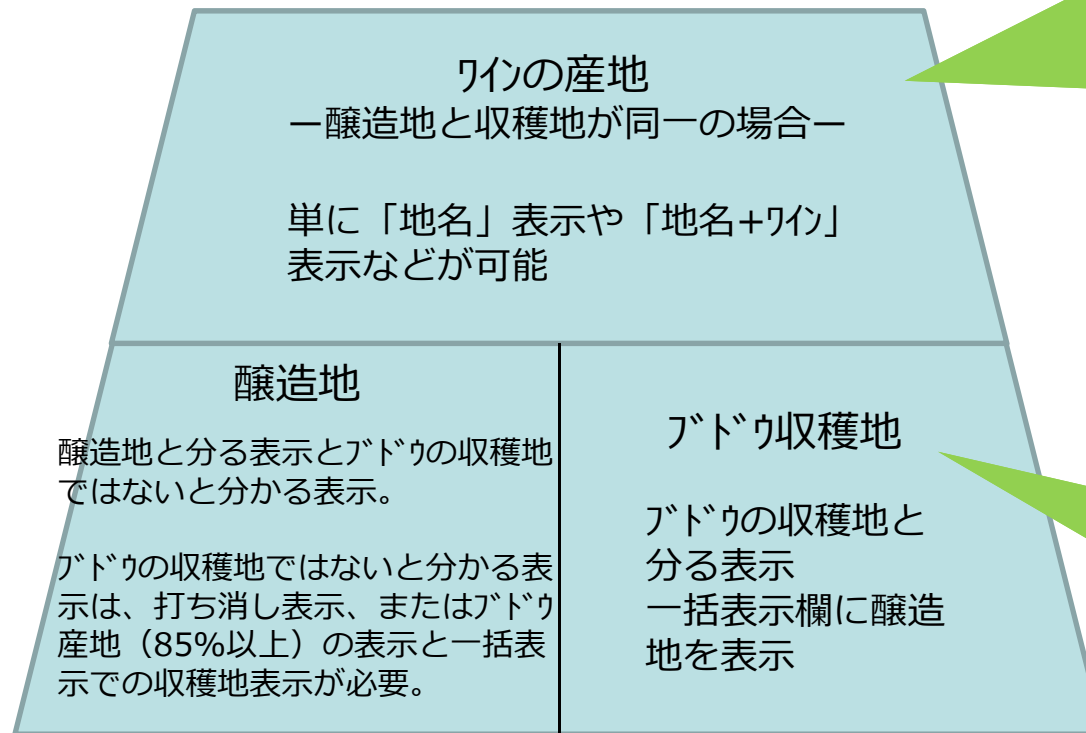 ﾜｲﾝの産地
ー醸造地と収穫地が同一の場合ー
単に「地名」表示や「地名+ﾜｲﾝ」
表示などが可能
醸造地
醸造地と分る表示とﾌﾞﾄﾞｳの収穫地
ではないと分かる表示。
ﾌﾞﾄﾞｳの収穫地ではないと分かる表
示は、打ち消し表示、またはﾌﾞﾄﾞｳ
産地（85%以上）の表示と一括表
示での収穫地表示が必要。
ﾌﾞﾄﾞｳ収穫地
ﾌﾞﾄﾞｳの収穫地と
分る表示
一括表示欄に醸造
地を表示